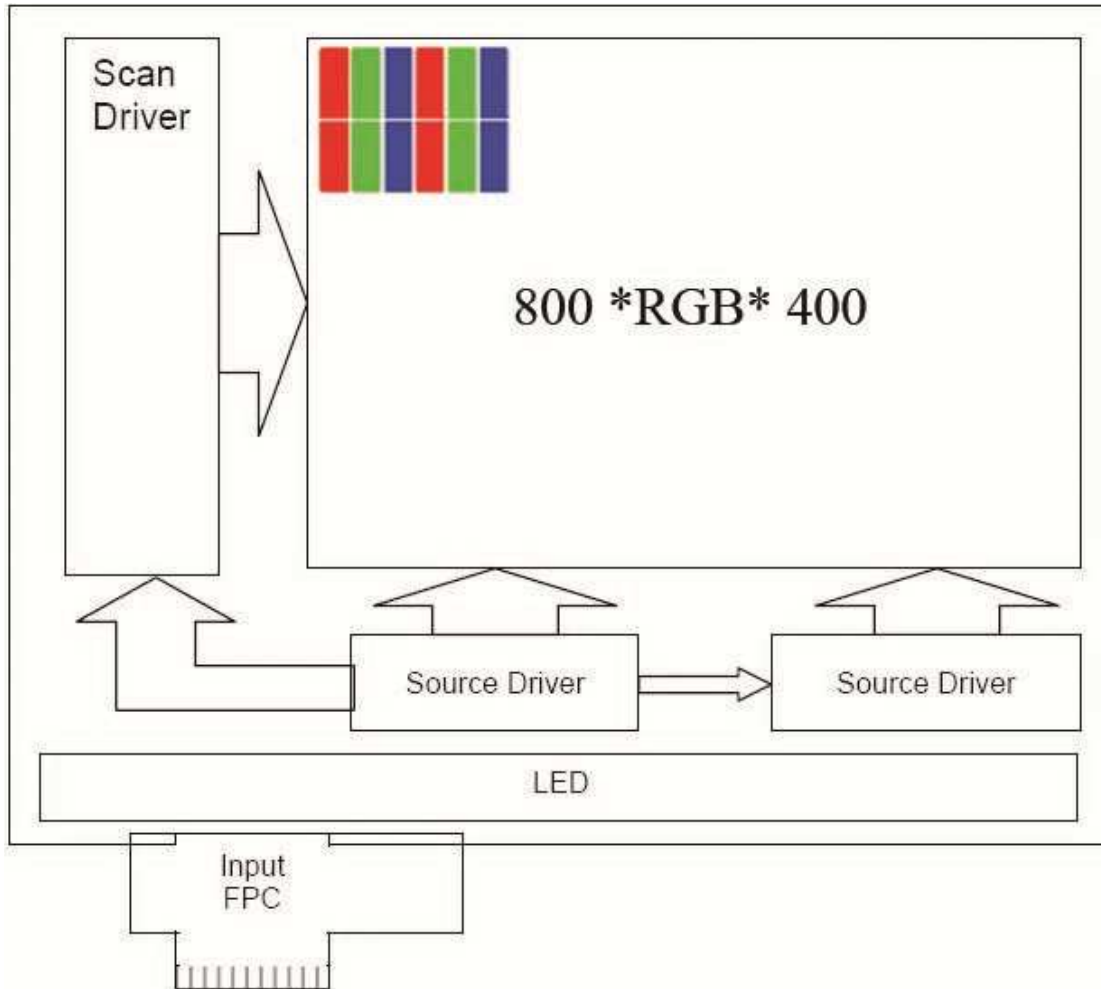 Scan
Driver
800 *RGB* 400
Source Driver
Source Driver
LED
Input
FPC